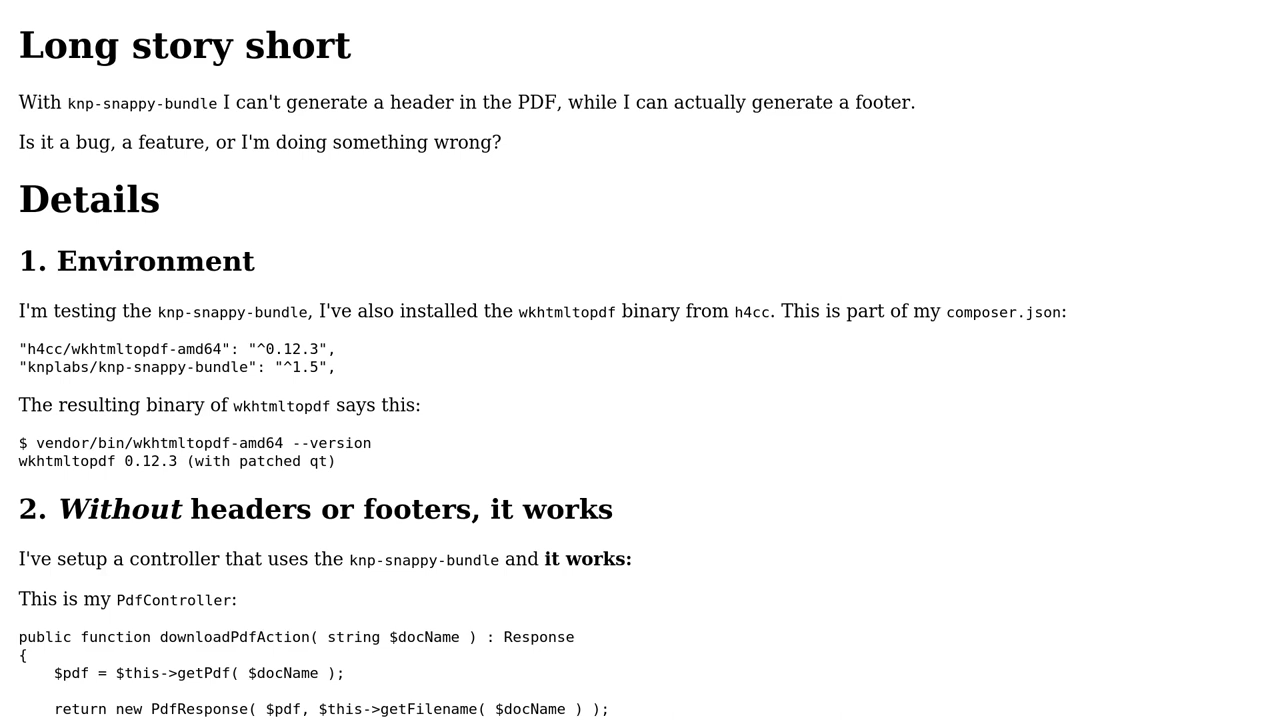 Long story short
With knp-snappy-bundle I can't generate a header in the PDF, while I can actually generate a footer.
Is it a bug, a feature, or I'm doing something wrong?
Details
1. Environment
I'm testing the knp-snappy-bundle, I've also installed the wkhtmltopdf binary from h4cc. This is part of my composer.json:
"h4cc/wkhtmltopdf-amd64": "^0.12.3",
"knplabs/knp-snappy-bundle": "^1.5",
The resulting binary of wkhtmltopdf says this:
$ vendor/bin/wkhtmltopdf-amd64 --version
wkhtmltopdf 0.12.3 (with patched qt)
2. Without headers or footers, it works
I've setup a controller that uses the knp-snappy-bundle and it works:
This is my PdfController:
public function downloadPdfAction( string $docName ) : Response
{
    $pdf = $this->getPdf( $docName );
    return new PdfResponse( $pdf, $this->getFilename( $docName ) );